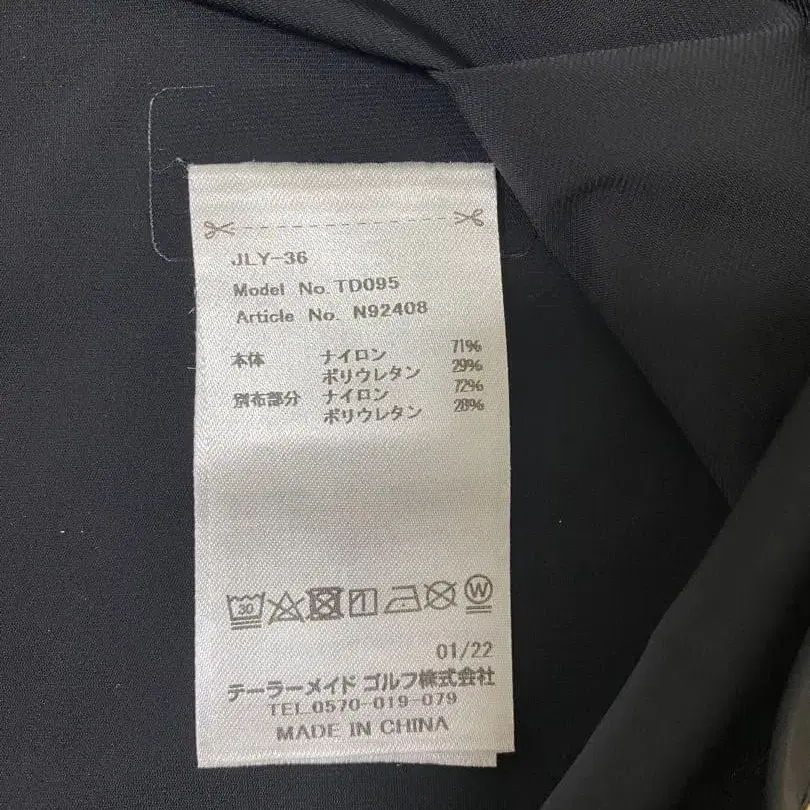 JLY-36
Model No. TD095
Article No. N92408
本体 ナイロン 71%
ポリウレタン 29%
別布部分 ナイロン 72%
ポリウレタン 28%
30 W
01/22
テーラーメイド ゴルフ株式会社
TEL 0570-019-079
MADE IN CHINA